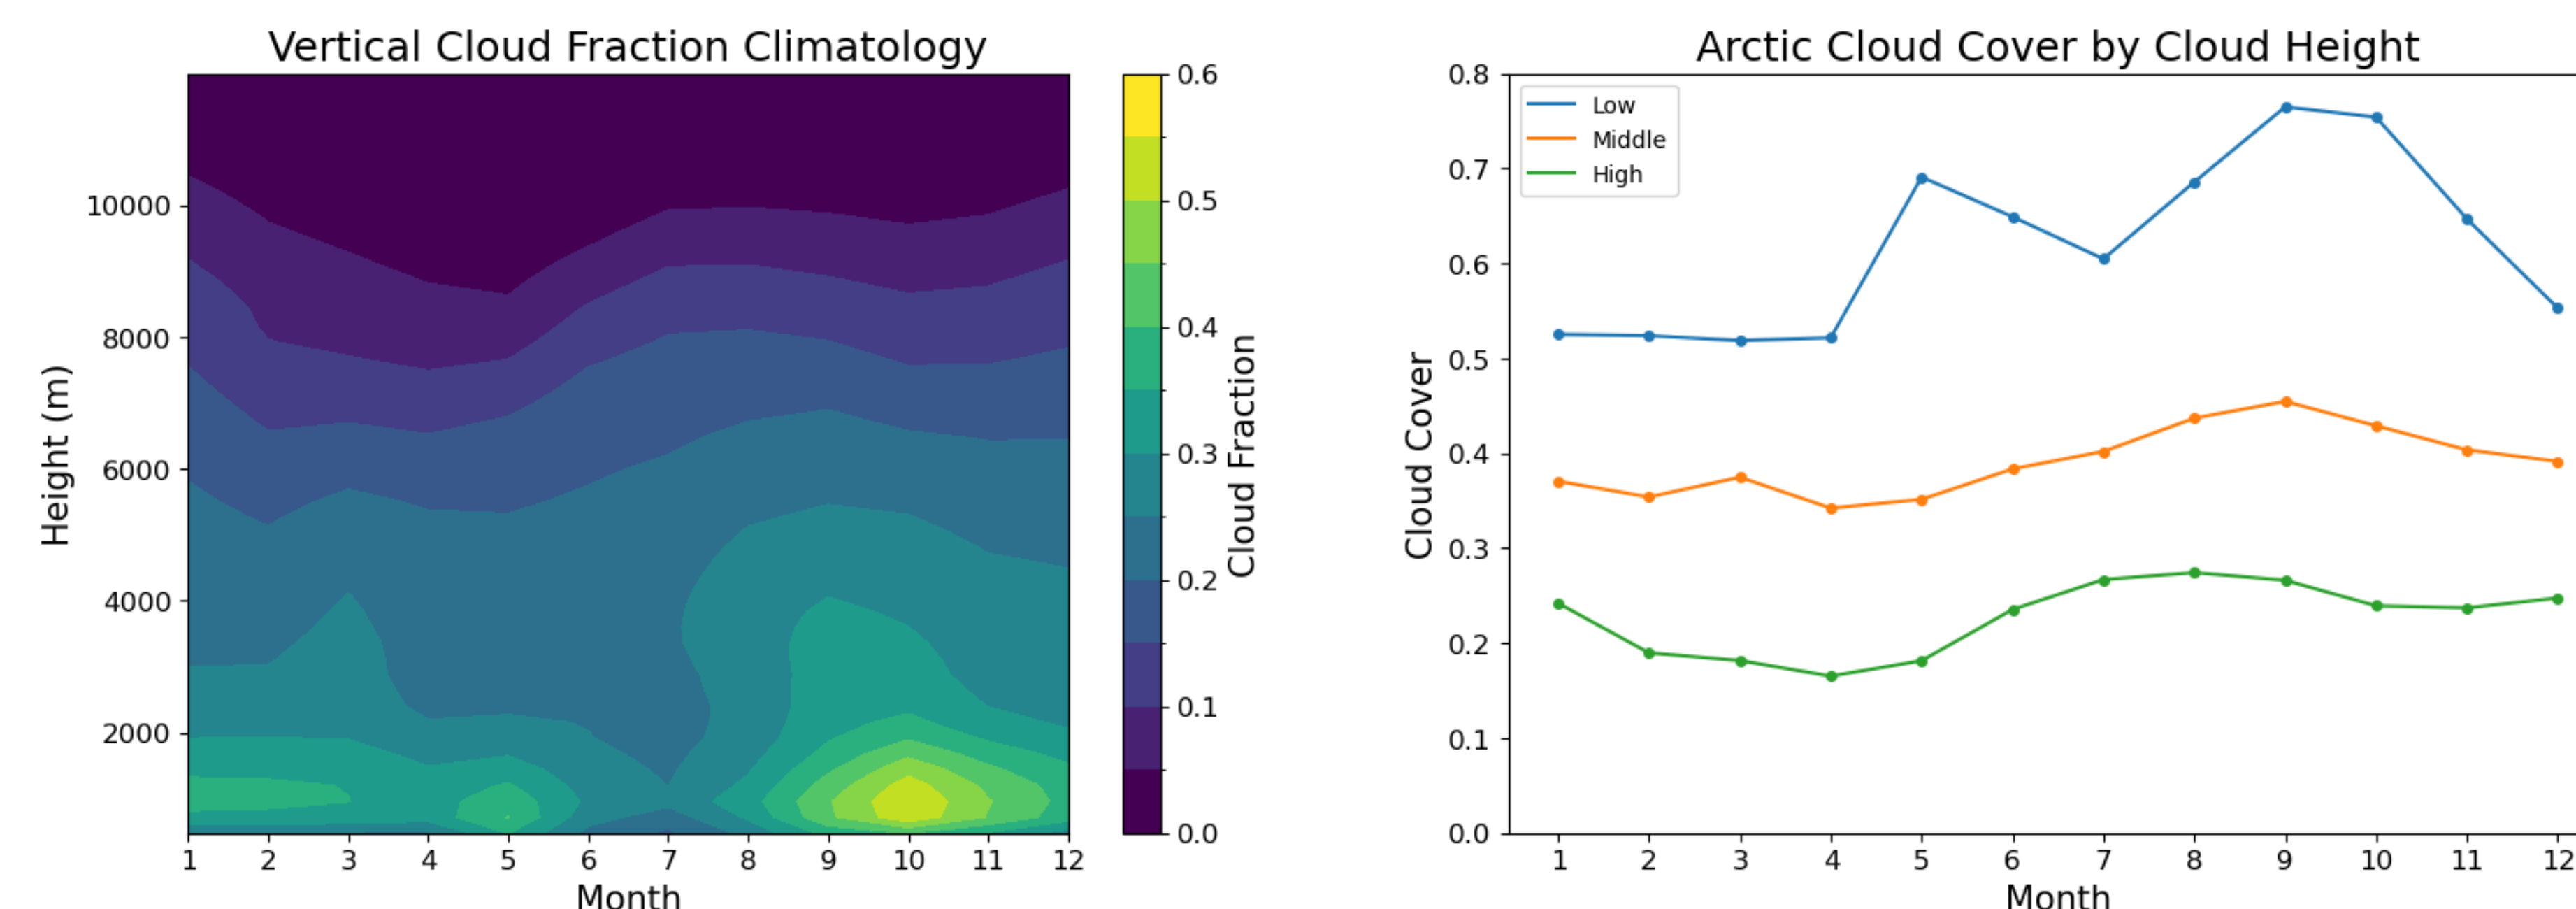 Vertical Cloud Fraction Climatology
Height (m)
10000
8000
6000
4000
2000
1 2 3 4 5 6 7 8 9 10 11 12
Month
0.6
0.5
0.4
0.3
0.2
0.1
0.0
Cloud Fraction
Arctic Cloud Cover by Cloud Height
Low
Middle
High
Cloud Cover
0.8
0.7
0.6
0.5
0.4
0.3
0.2
0.1
0.0
1 2 3 4 5 6 7 8 9 10 11 12
Month